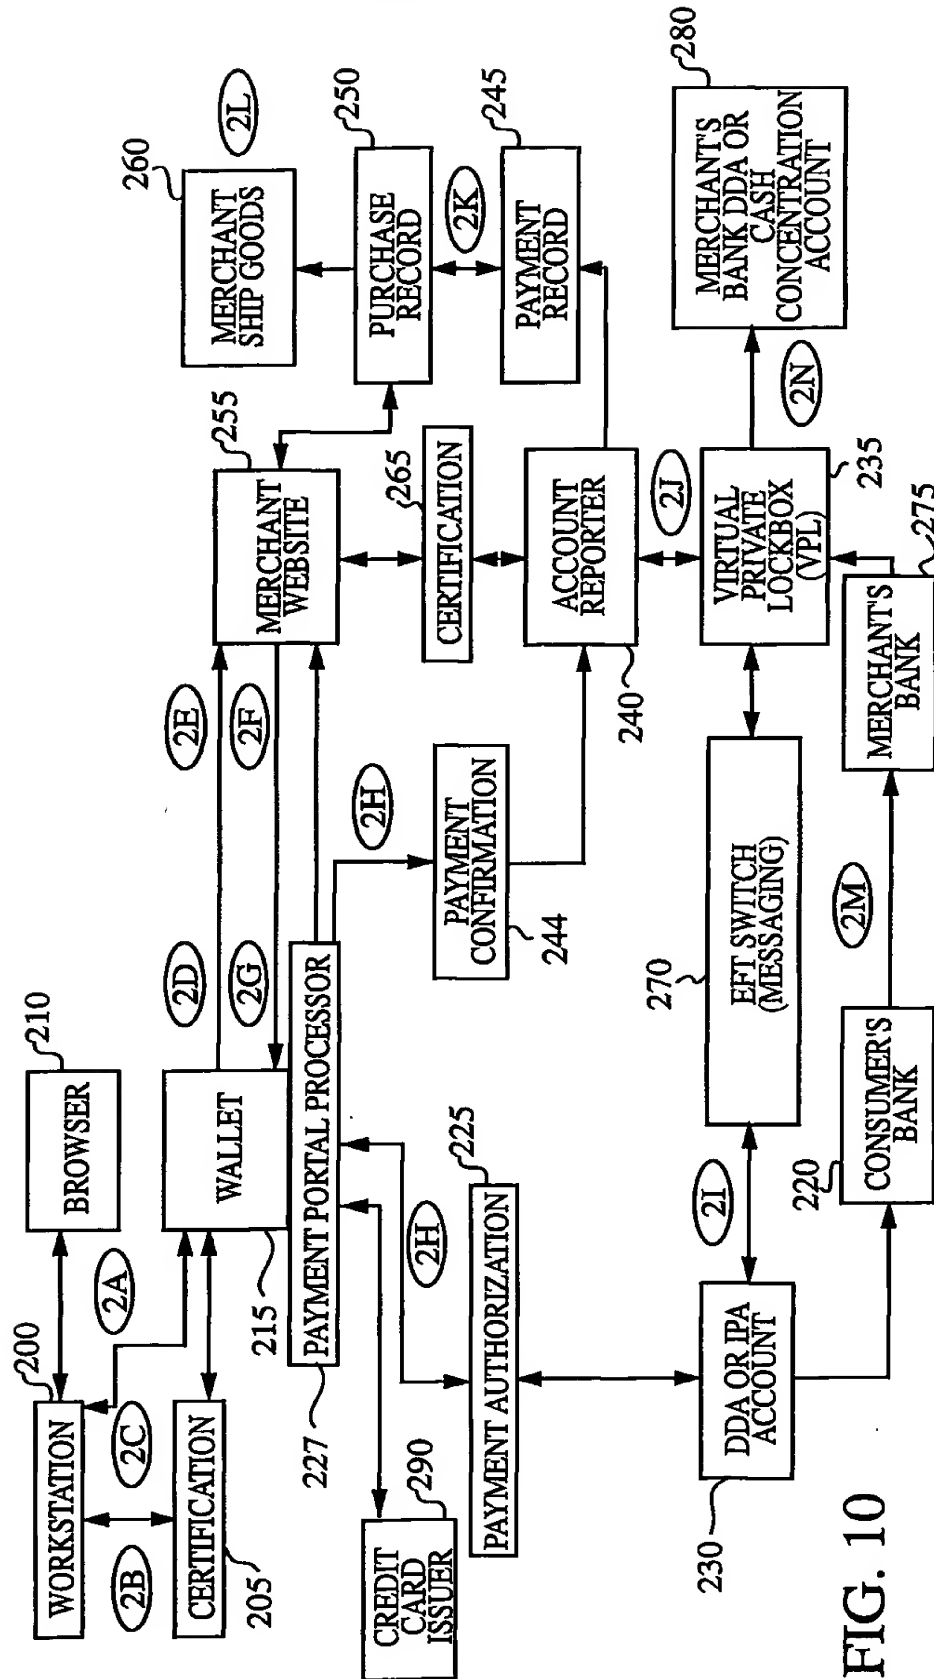 WORKSTATION
200
2A
BROWSER
210
2B
2C
CERTIFICATION
205
WALLET
215
2D
2E
2G
2F
PAYMENT PORTAL PROCESSOR
227
MERCHANT
WEBSITE
255
MERCHANT
SHIP GOODS
260
2L
PURCHASE
RECORD
250
2K
PAYMENT
RECORD
245
CERTIFICATION
265
2H
PAYMENT
CONFIRMATION
244
ACCOUNT
REPORTER
240
CREDIT
CARD
ISSUER
290
2H
PAYMENT AUTHORIZATION
225
2J
DDA OR IPA
ACCOUNT
230
2I
EFT SWITCH
(MESSAGING)
270
VIRTUAL
PRIVATE
LOCKBOX
(VPL)
235
2N
MERCHANT'S
BANK DDA OR
CASH
CONCENTRATION
ACCOUNT
280
CONSUMER'S
BANK
220
2M
MERCHANT'S
BANK
275
FIG. 10